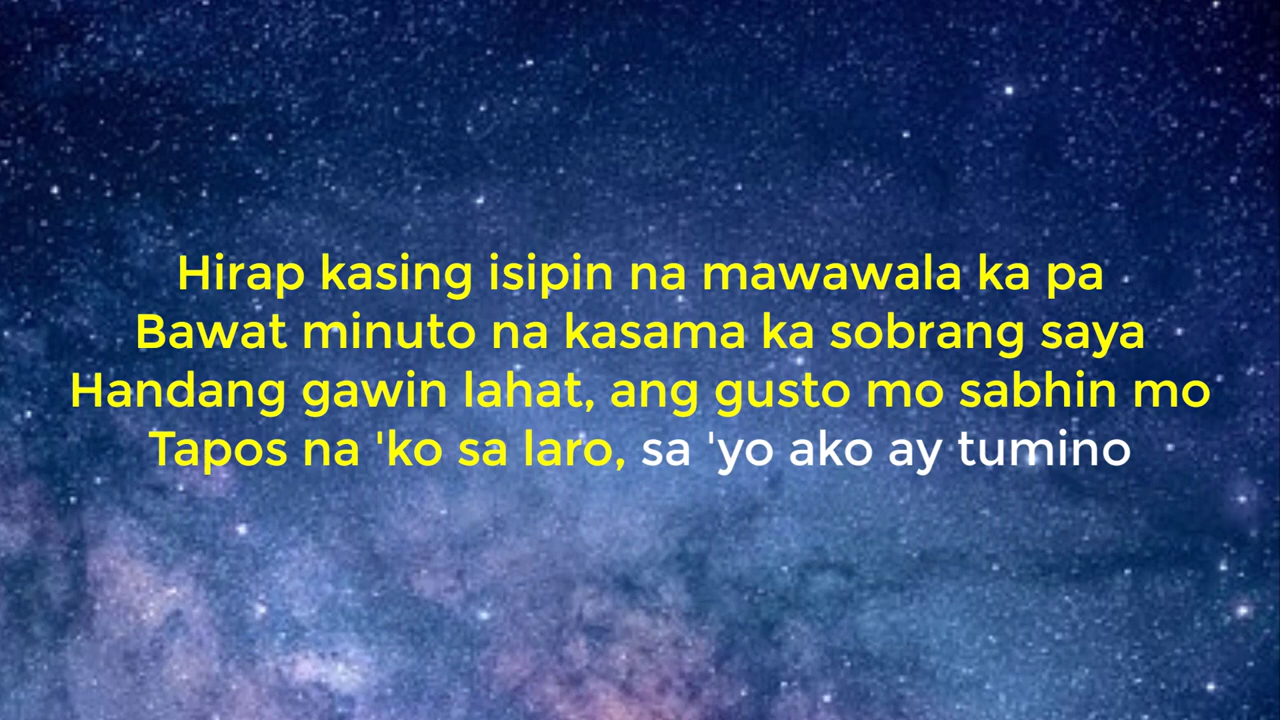 Hirap kasing isipin na mawawala ka pa
Bawat minuto na kasama ka sobrang saya
Handang gawin lahat, ang gusto mo sabhin mo
Tapos na 'ko sa laro, sa 'yo ako ay tumino